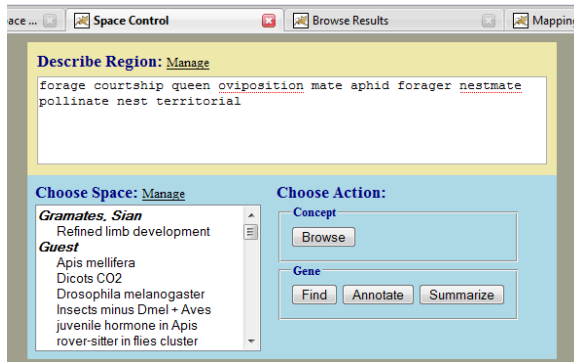 ace ... Space Control Browse Results Mapping
Describe Region: Manage
forage courtship queen oviposition mate aphid forager nestmate
pollinate nest territorial
Choose Space: Manage
Gramates, Sian
Refined limb development
Guest
Apis mellifera
Dicots CO2
Drosophila melanogaster
Insects minus Dmel + Aves
juvenile hormone in Apis
rover-sitter in flies cluster
Choose Action:
Concept
Browse
Gene
Find Annotate Summarize